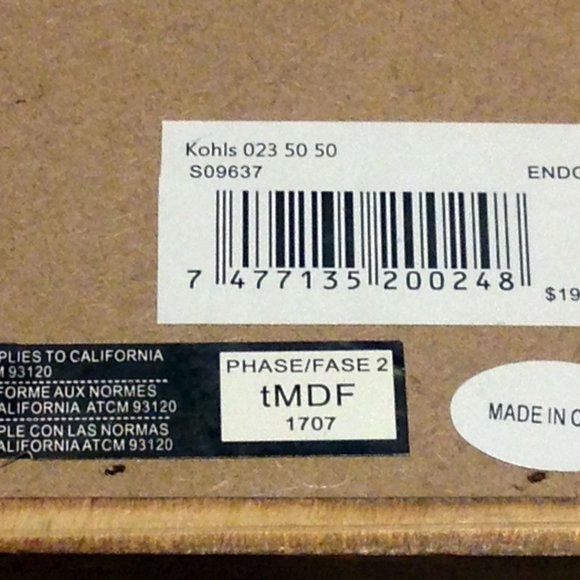 Kohls 023 50 50
S09637
ENDO
7 477135 200248
$19
PLIES TO CALIFORNIA
M 93120
FORME AUX NORMES
ALIFORNIA ATCM 93120
PLE CON LAS NORMAS
ALIFORNIA ATCM 93120
PHASE/FASE 2
tMDF
1707
MADE IN C